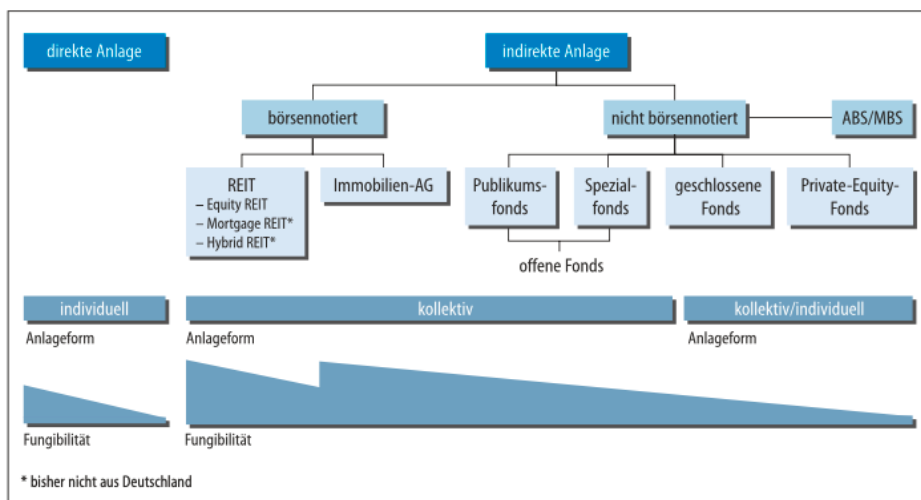 direkte Anlage
indirekte Anlage
börsennotiert
nicht börsennotiert
ABS/MBS
REIT
– Equity REIT
– Mortgage REIT*
– Hybrid REIT*
Immobilien-AG
Publikums-
fonds
Spezial-
fonds
geschlossene
Fonds
Private-Equity-
Fonds
offene Fonds
individuell
kollektiv
kollektiv/individuell
Anlageform
Anlageform
Anlageform
Fungibilität
Fungibilität
* bisher nicht aus Deutschland